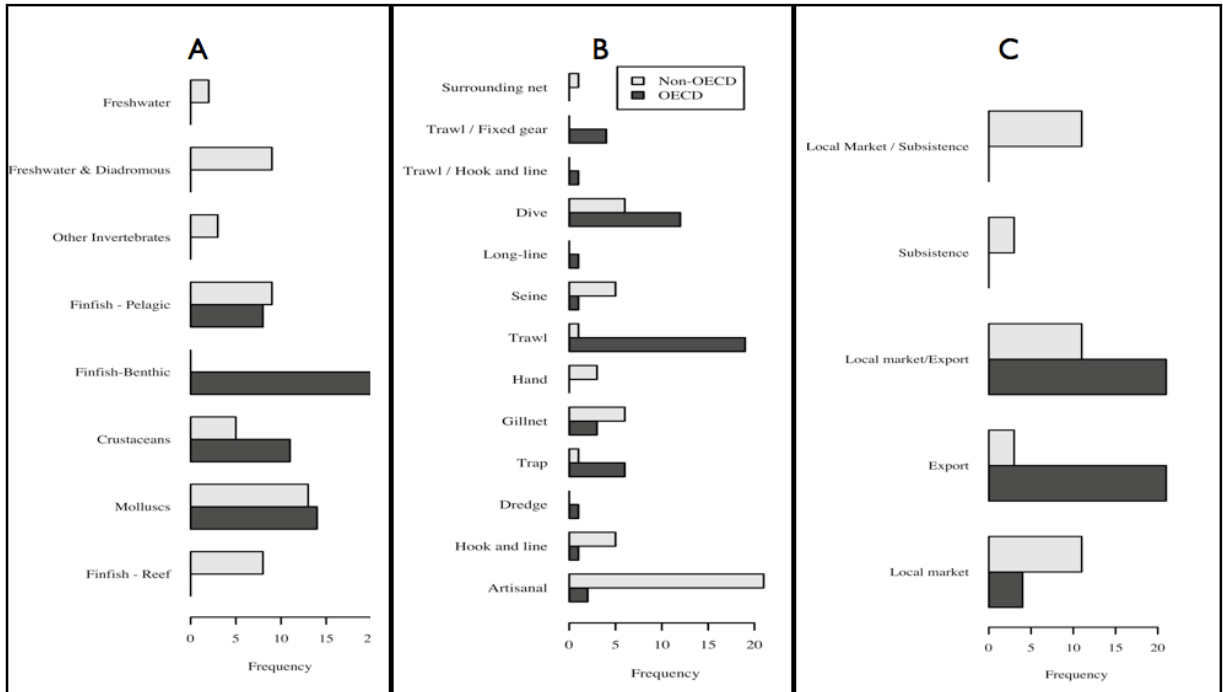 A
Freshwater
Freshwater & Diadromous
Other Invertebrates
Finfish - Pelagic
Finfish-Benthic
Crustaceans
Molluscs
Finfish - Reef
0 5 10 15 2
Frequency
B
Non-OECD
OECD
Surrounding net
Trawl / Fixed gear
Trawl / Hook and line
Dive
Long-line
Seine
Trawl
Hand
Gillnet
Trap
Dredge
Hook and line
Artisanal
0 5 10 15 20
Frequency
C
Local Market / Subsistence
Subsistence
Local market/Export
Export
Local market
0 5 10 15 20
Frequency